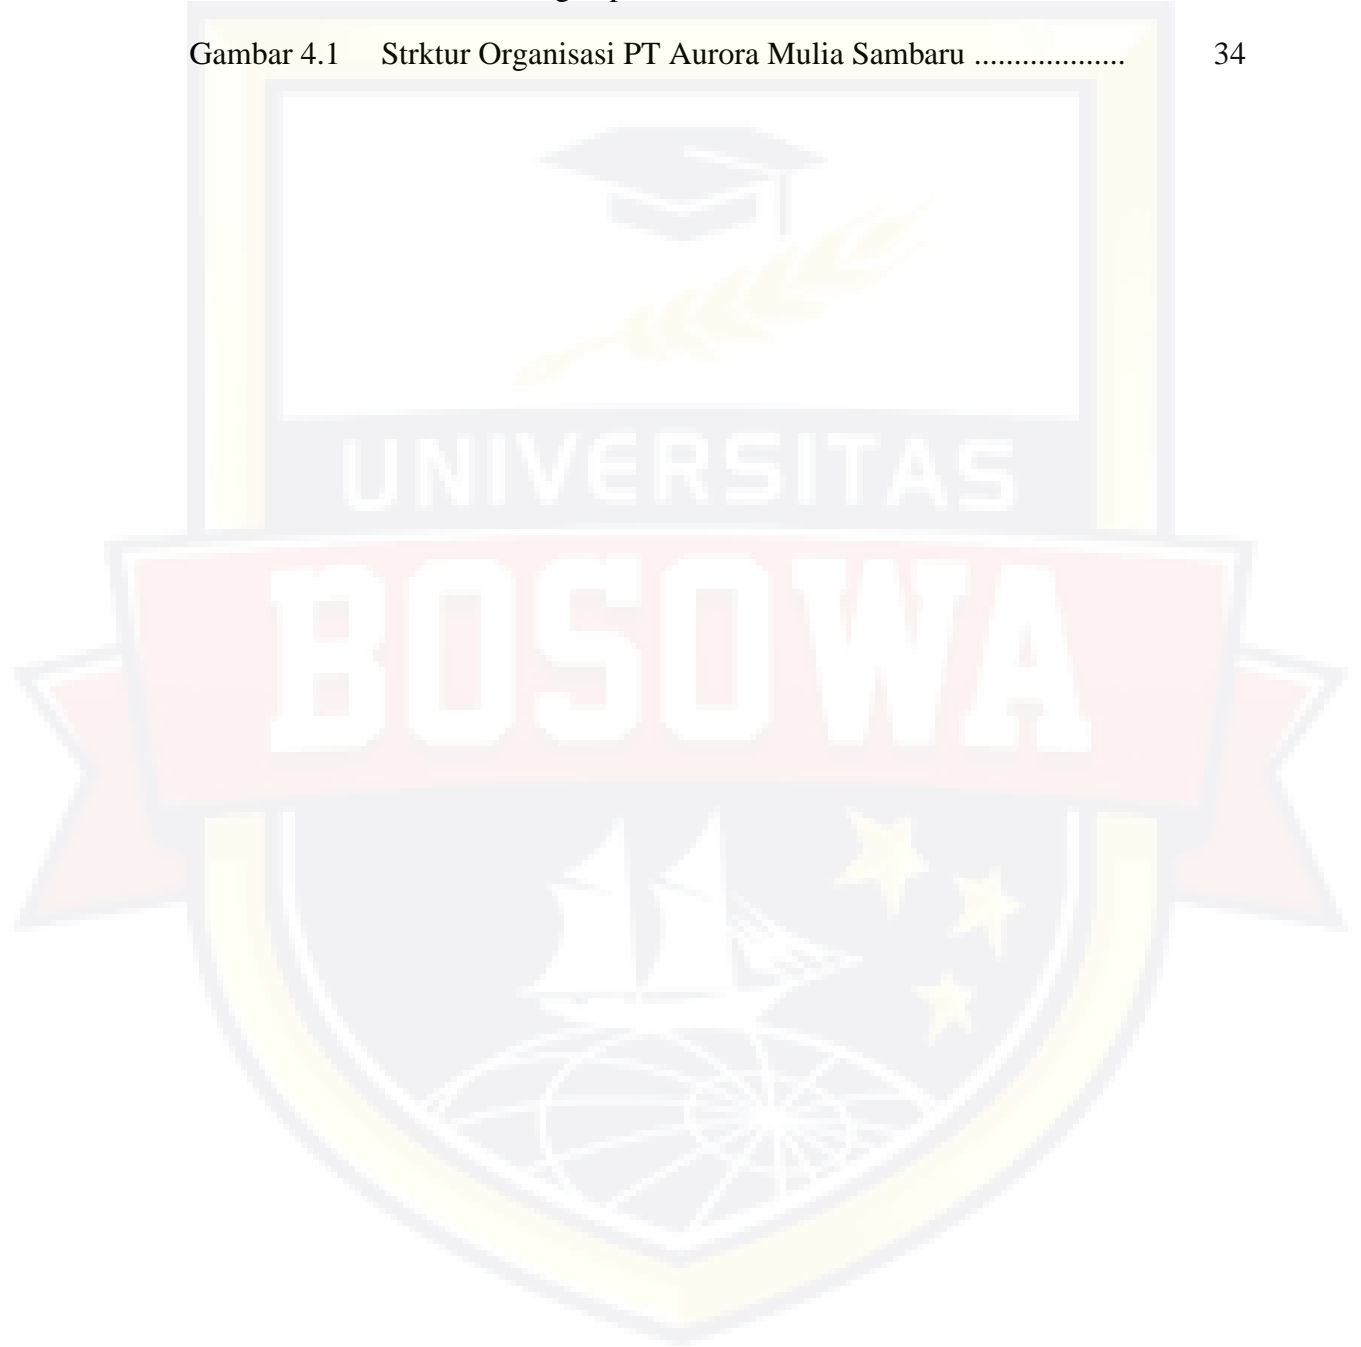 Gambar 4.1 Strktur Organisasi PT Aurora Mulia Sambaru ................... 34
UNIVERSITAS
BOSOWA